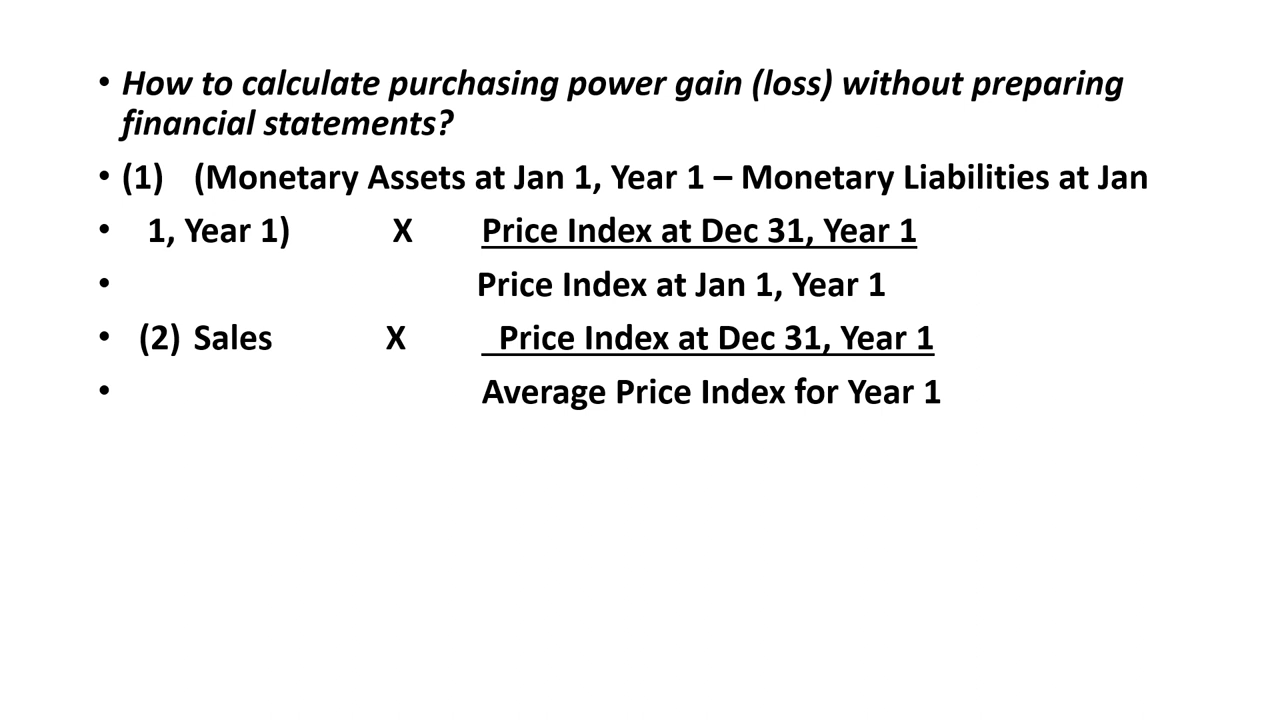 • How to calculate purchasing power gain (loss) without preparing
financial statements?
• (1) (Monetary Assets at Jan 1, Year 1 – Monetary Liabilities at Jan
• 1, Year 1) X Price Index at Dec 31, Year 1
• Price Index at Jan 1, Year 1
• (2) Sales X Price Index at Dec 31, Year 1
• Average Price Index for Year 1